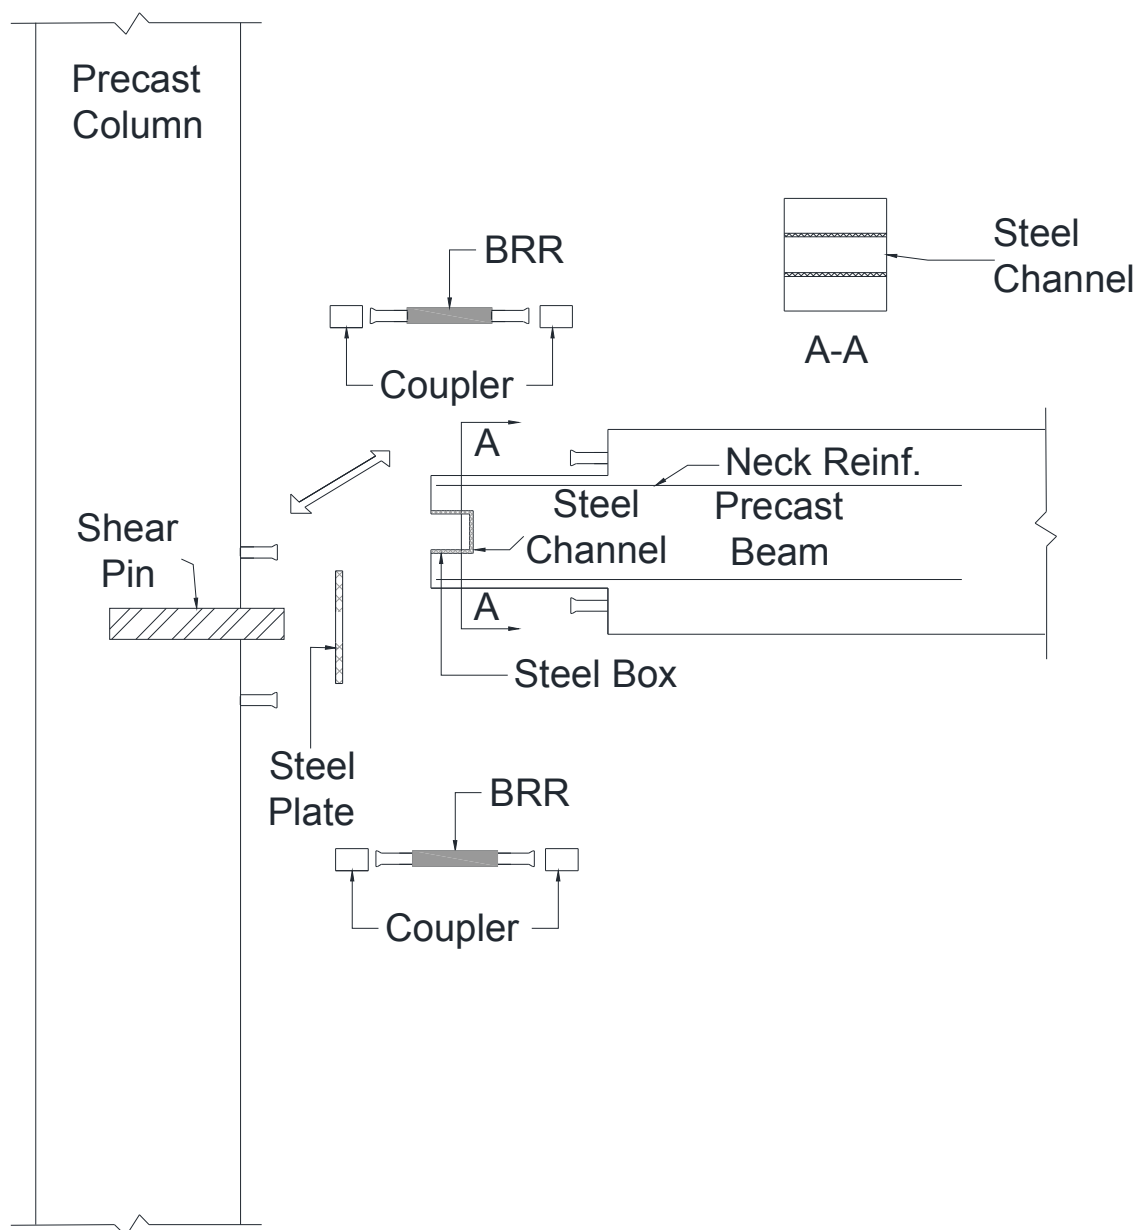 Precast
Column
BRR
Steel
Channel
A-A
Coupler
A
Neck Reinf.
Steel
Channel
Precast
Beam
Shear
Pin
A
Steel Box
Steel
Plate
BRR
Coupler